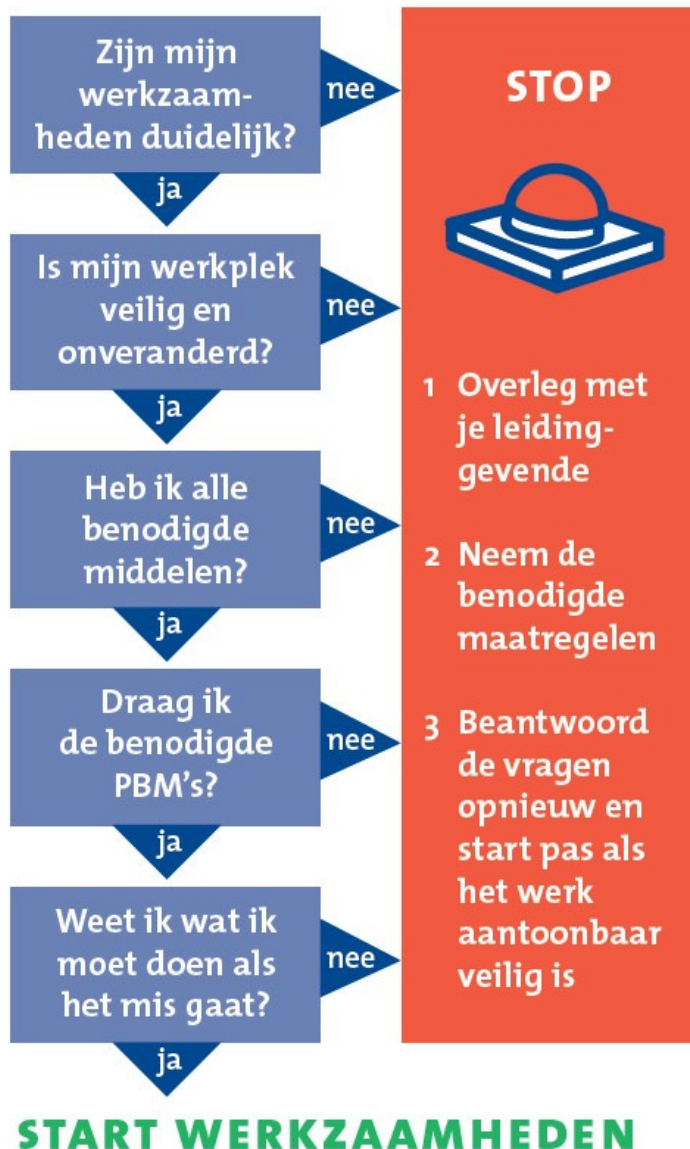 Zijn mijn
werkzaam-
heden duidelijk?
nee
ja
Is mijn werkplek
veilig en
onveranderd?
nee
ja
Heb ik alle
benodigde
middelen?
nee
ja
Draag ik
de benodigde
PBM's?
nee
ja
Weet ik wat ik
moet doen als
het mis gaat?
nee
ja
STOP
1 Overleg met
je leiding-
gevende
2 Neem de
benodigde
maatregelen
3 Beantwoord
de vragen
opnieuw en
start pas als
het werk
aantoonbaar
veilig is
START WERKZAAMHEDEN